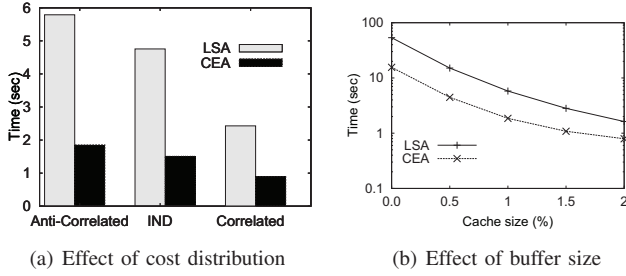 6
5
4
3
2
1
0
Time (sec)
LSA
CEA
Anti-Correlated IND Correlated
(a) Effect of cost distribution
100
10
1
0.1
Time (sec)
LSA
CEA
0.0 0.5 1 1.5 2
Cache size (%)
(b) Effect of buffer size